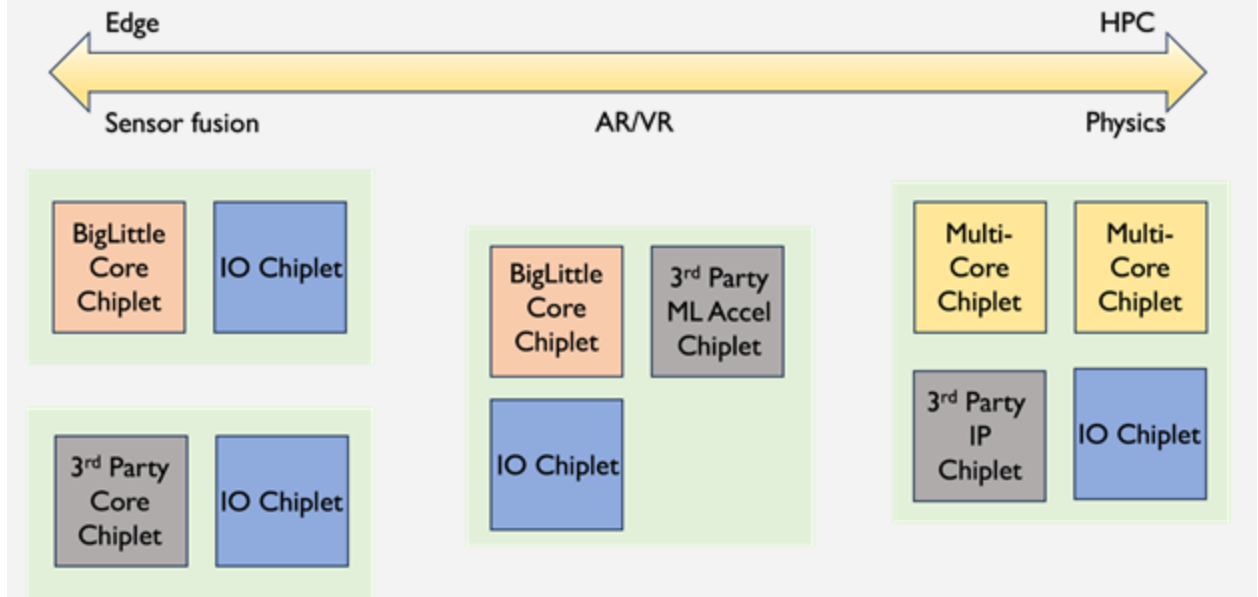 Edge
HPC
Sensor fusion
AR/VR
Physics
BigLittle
Core
Chiplet
IO Chiplet
3rd Party
Core
Chiplet
IO Chiplet
BigLittle
Core
Chiplet
3rd Party
ML Accel
Chiplet
IO Chiplet
Multi-
Core
Chiplet
Multi-
Core
Chiplet
3rd Party
IP
Chiplet
IO Chiplet